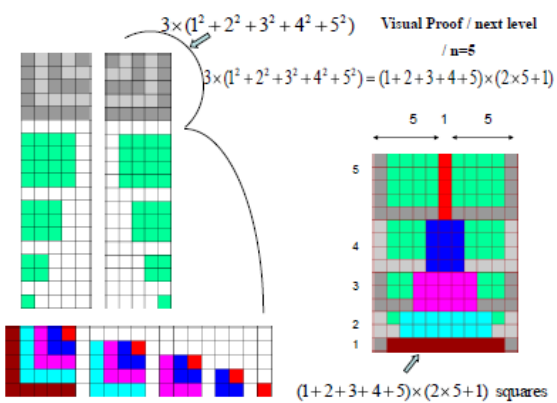 3×(1²+2²+3²+4²+5²)
Visual Proof / next level
/ n=5
3×(1²+2²+3²+4²+5²)=(1+2+3+4+5)×(2×5+1)
5 1 5
5
4
3
2
1
(1+2+3+4+5)×(2×5+1) squares